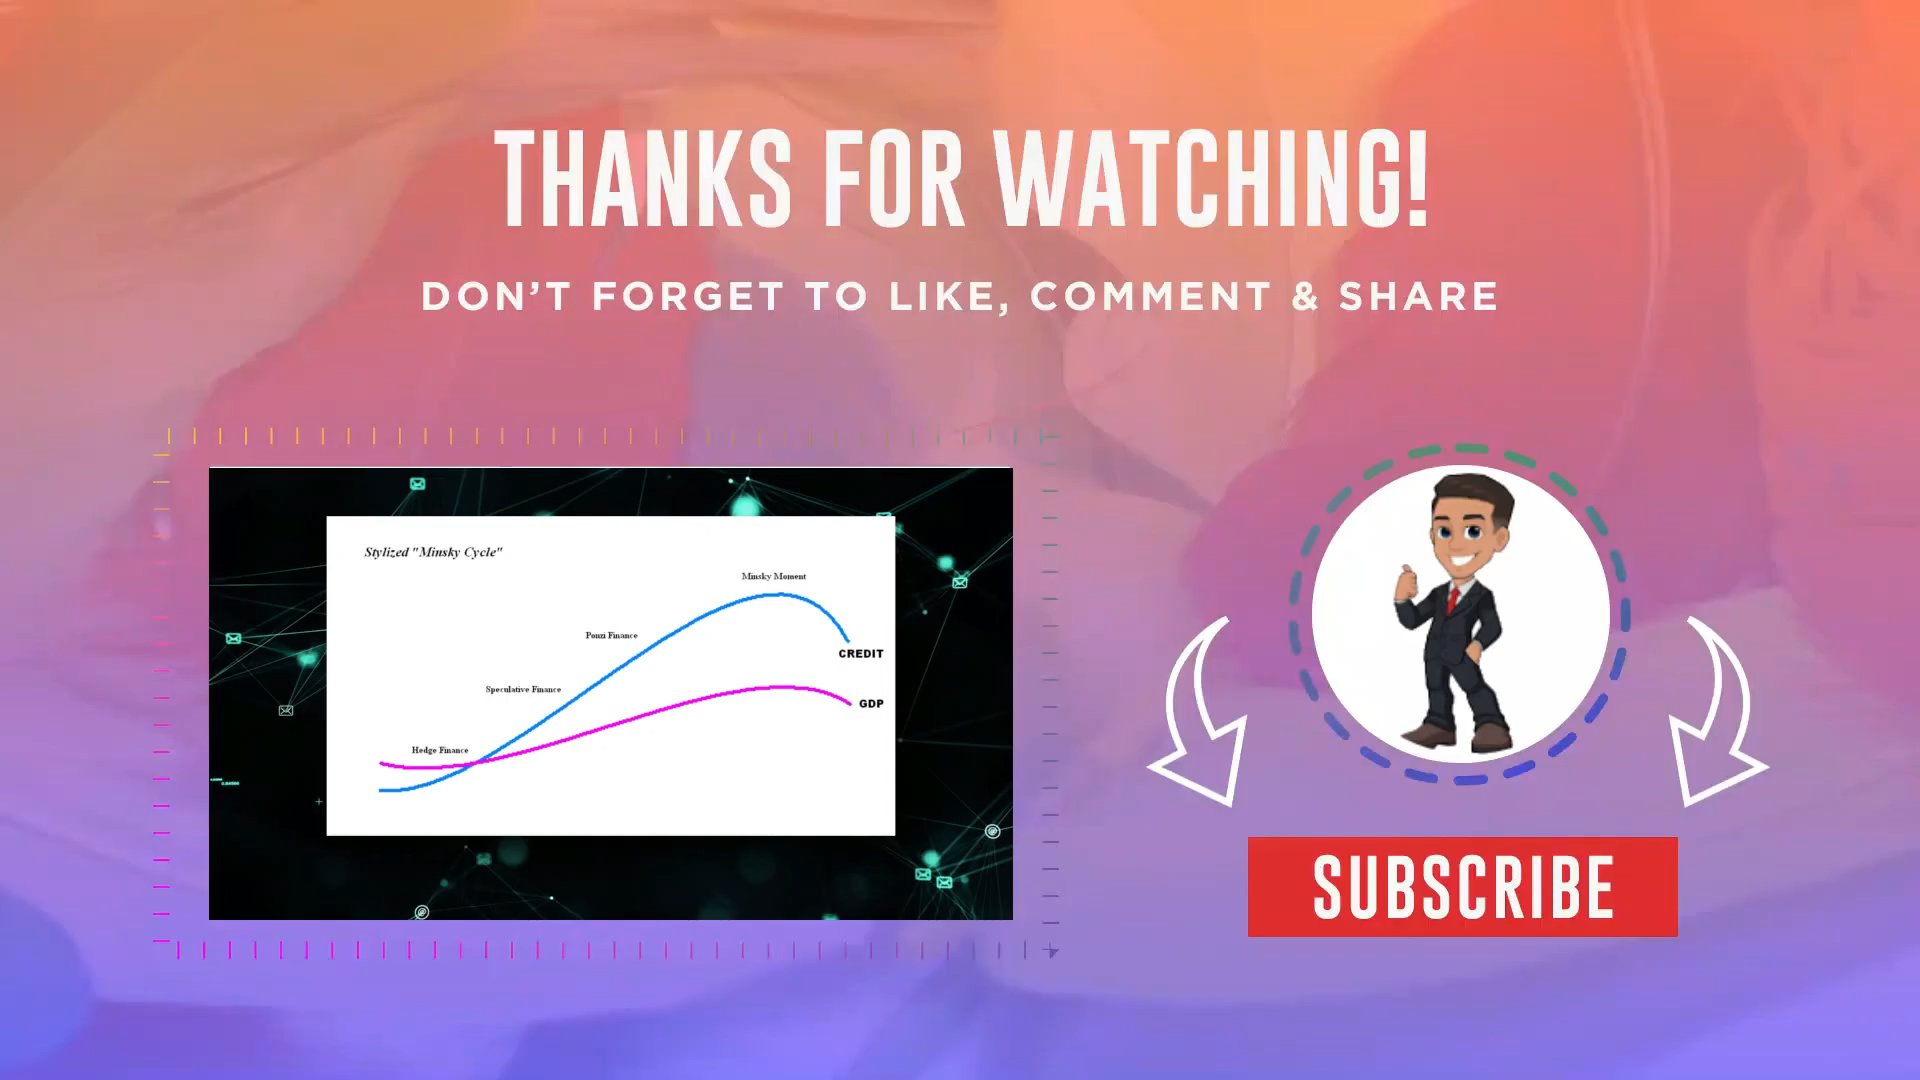 THANKS FOR WATCHING!
DON'T FORGET TO LIKE, COMMENT & SHARE
Stylized "Minsky Cycle"
Minsky Moment
Ponzi Finance
CREDIT
Speculative Finance
GDP
Hedge Finance
SUBSCRIBE